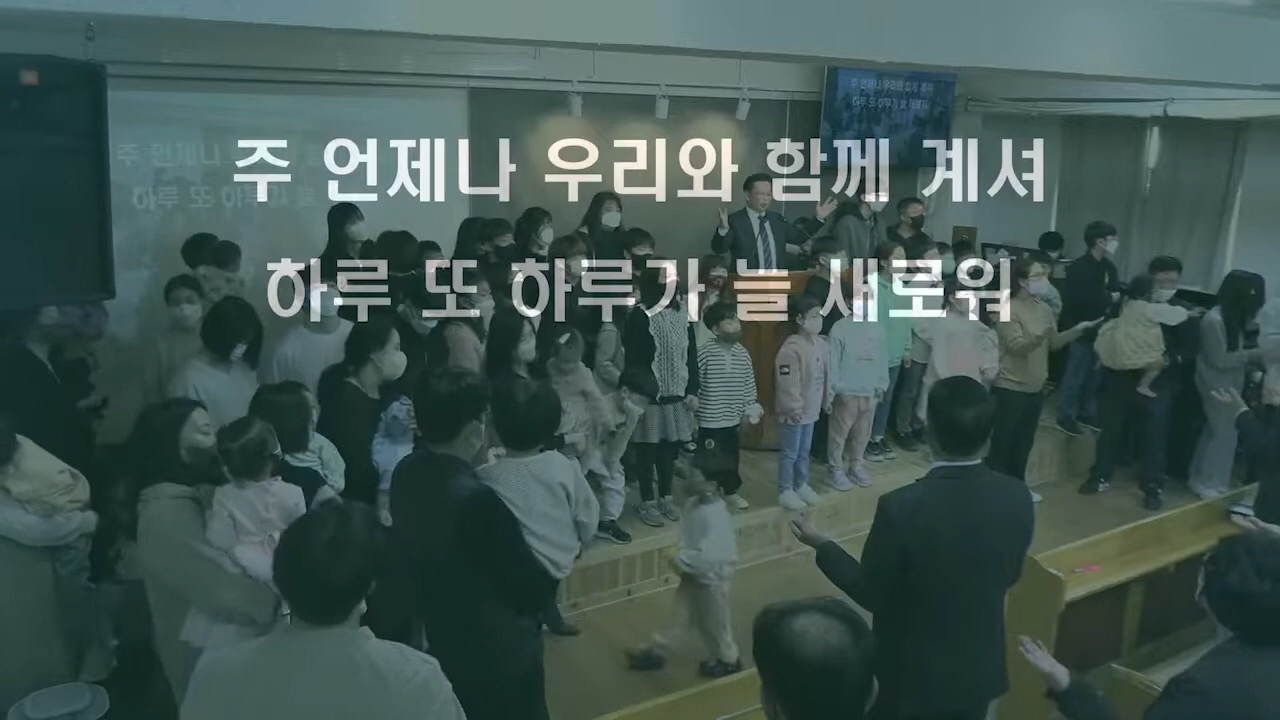 주 언제나 우리와 함께 계셔
하루 또 하루가 늘 새로워